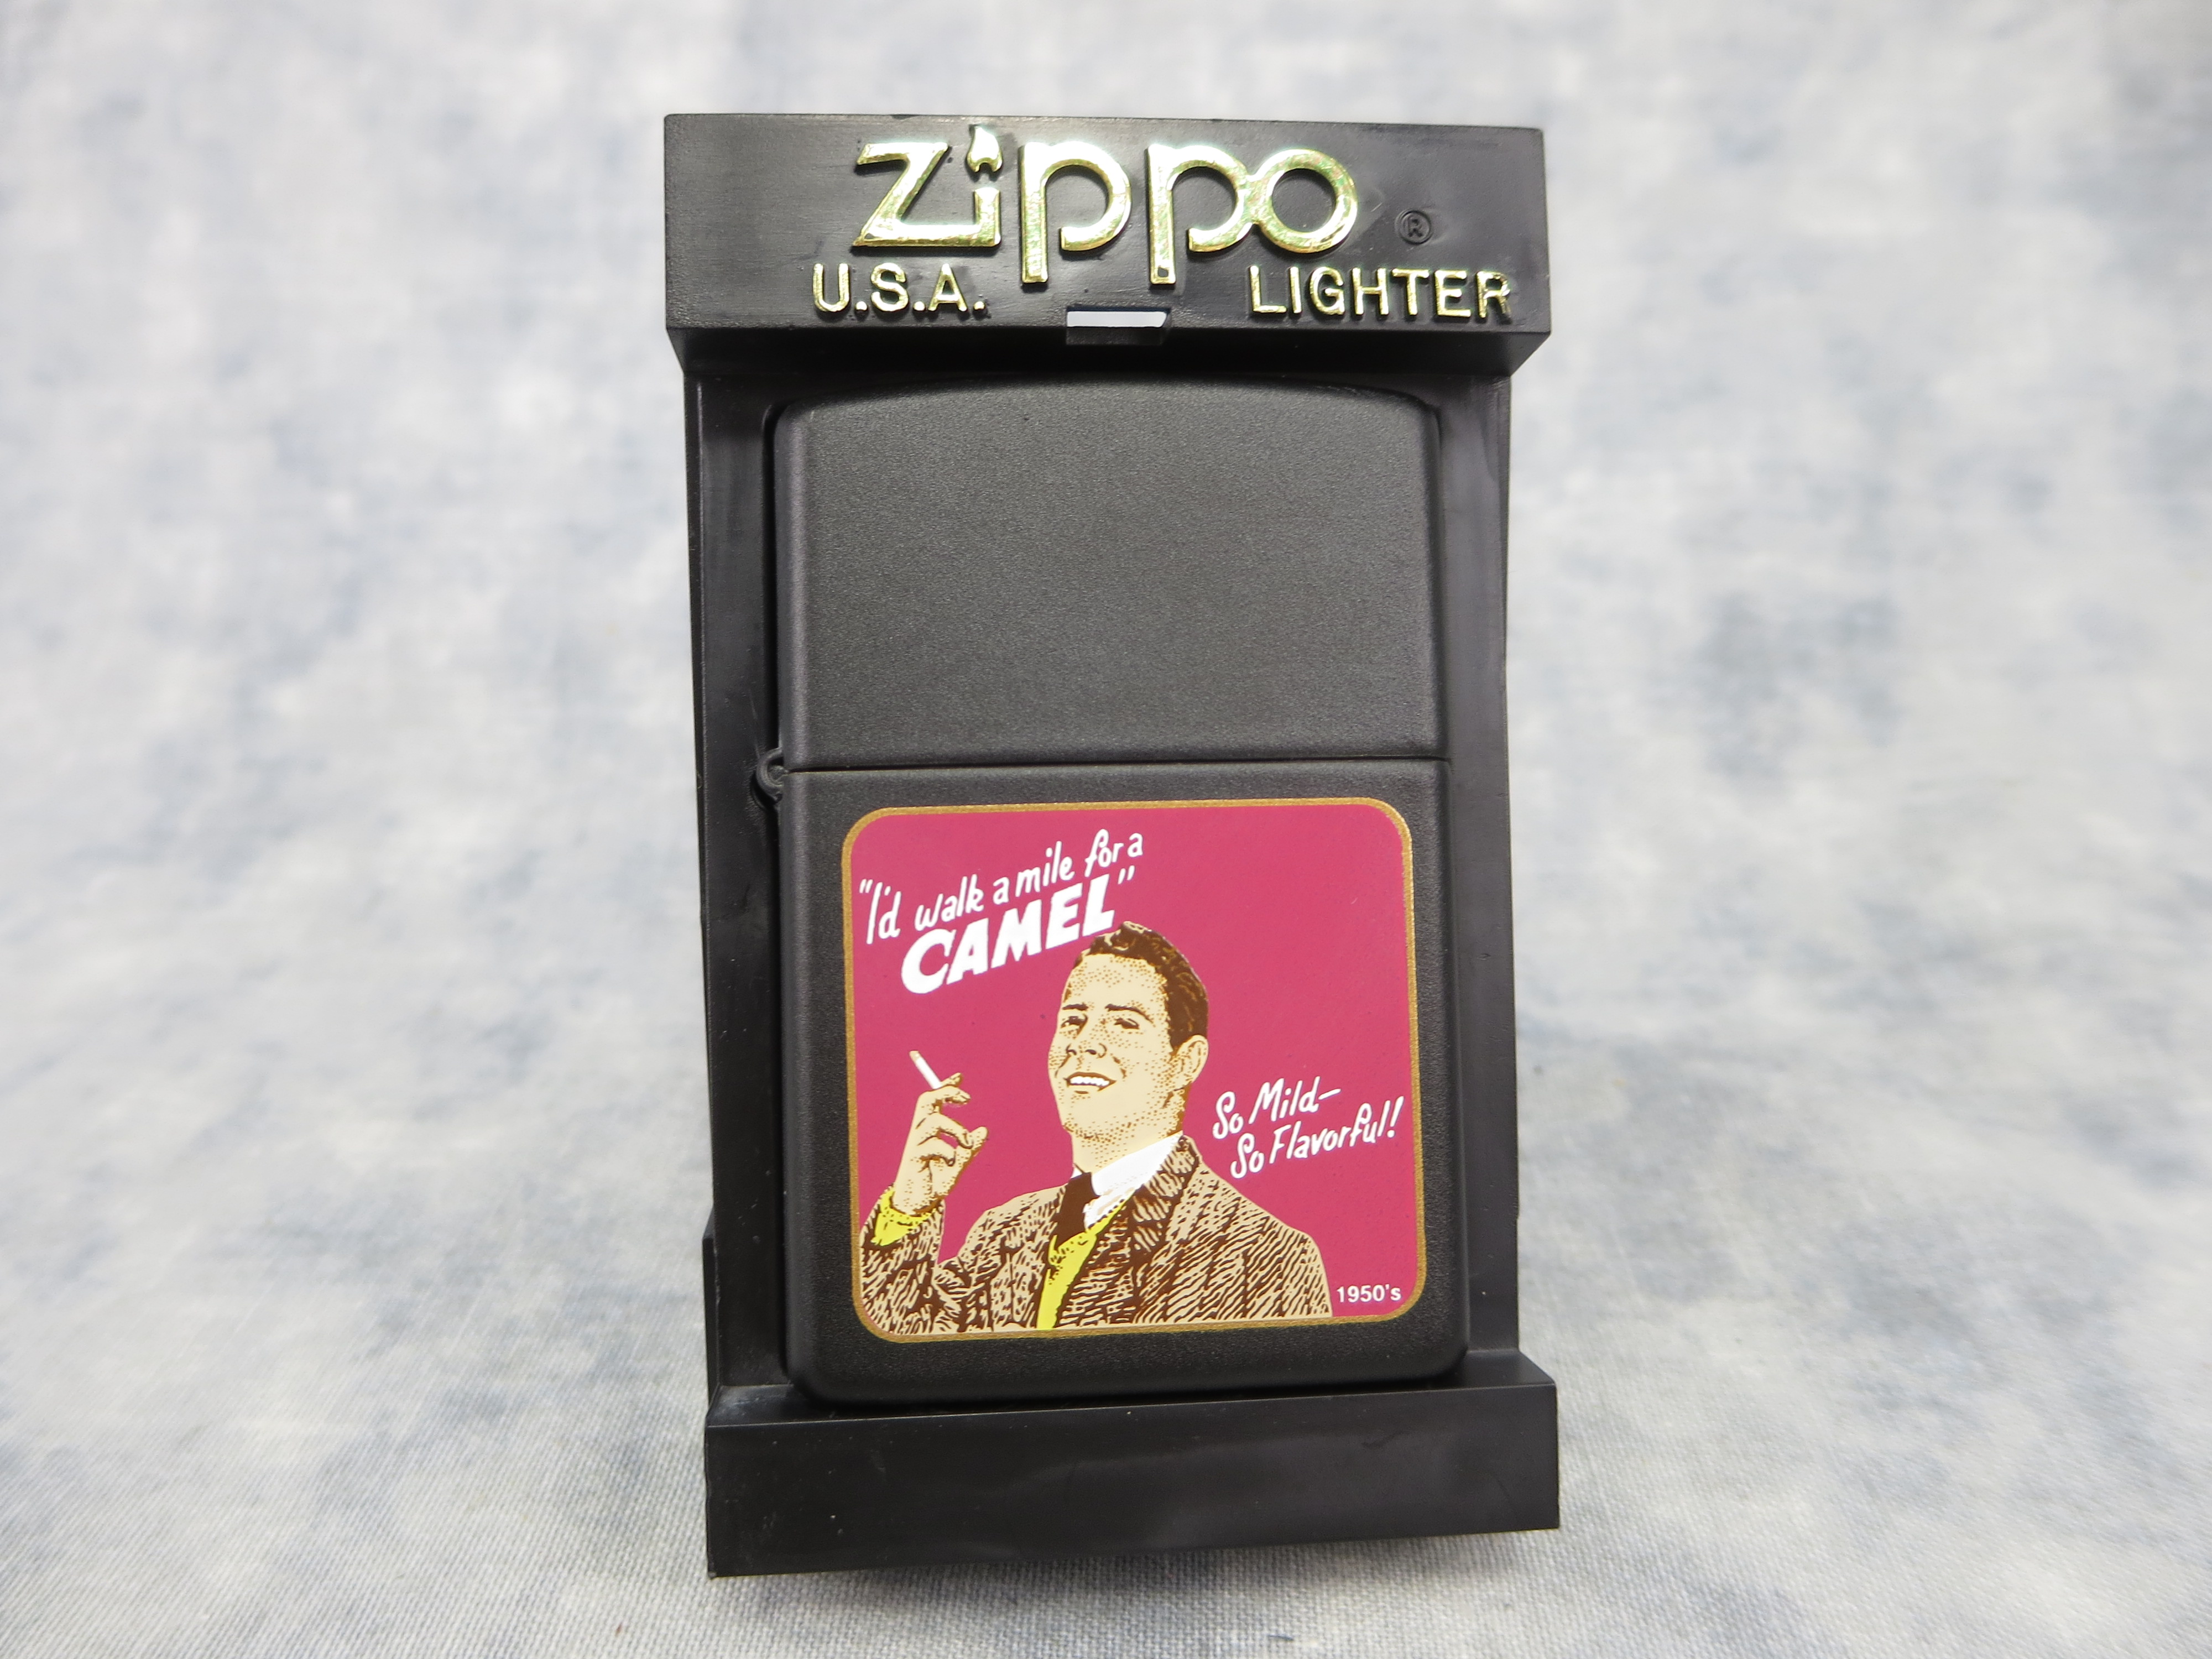 Zippo ®
U.S.A. LIGHTER
"I'd walk a mile for a
CAMEL"
So Mild-
So Flavorful!
1950's